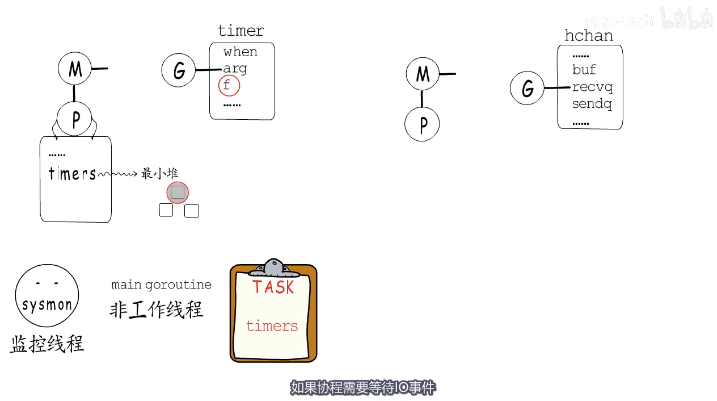 timer
when
arg
f
......
M
G
P
......
timers
最小堆
hchan
......
buf
recvq
sendq
......
M
G
P
sysmon
监控线程
main goroutine
非工作线程
TASK
timers
如果协程需要等待IO事件